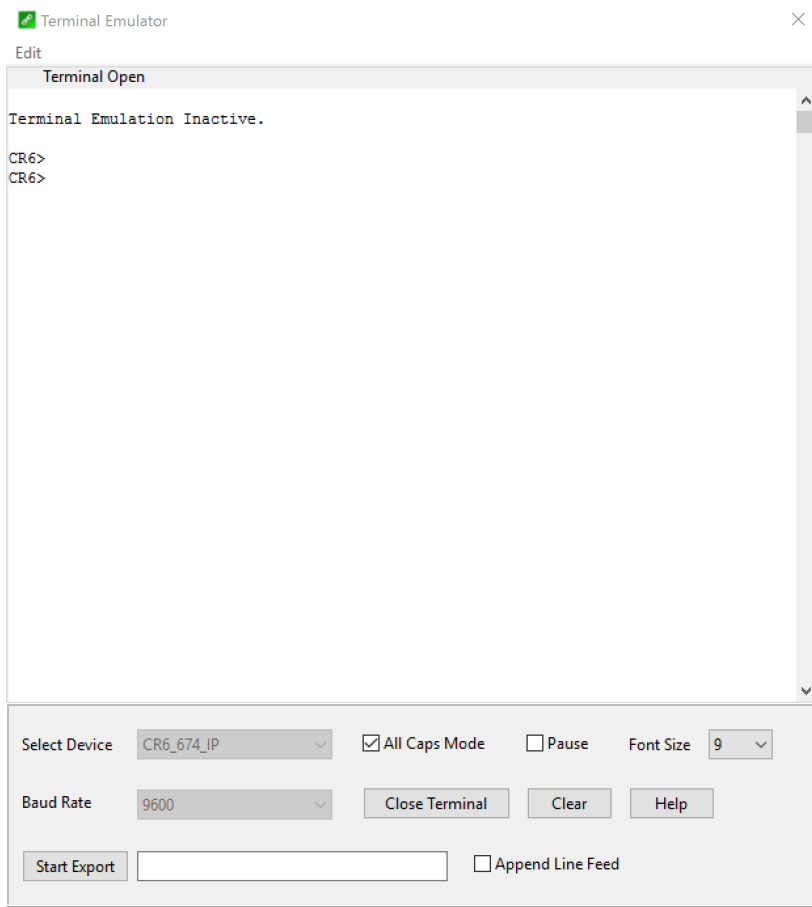 Terminal Emulator
Edit
Terminal Open
Terminal Emulation Inactive.
CR6>
CR6>
Select Device CR6_674_IP All Caps Mode Pause Font Size 9
Baud Rate 9600 Close Terminal Clear Help
Start Export Append Line Feed